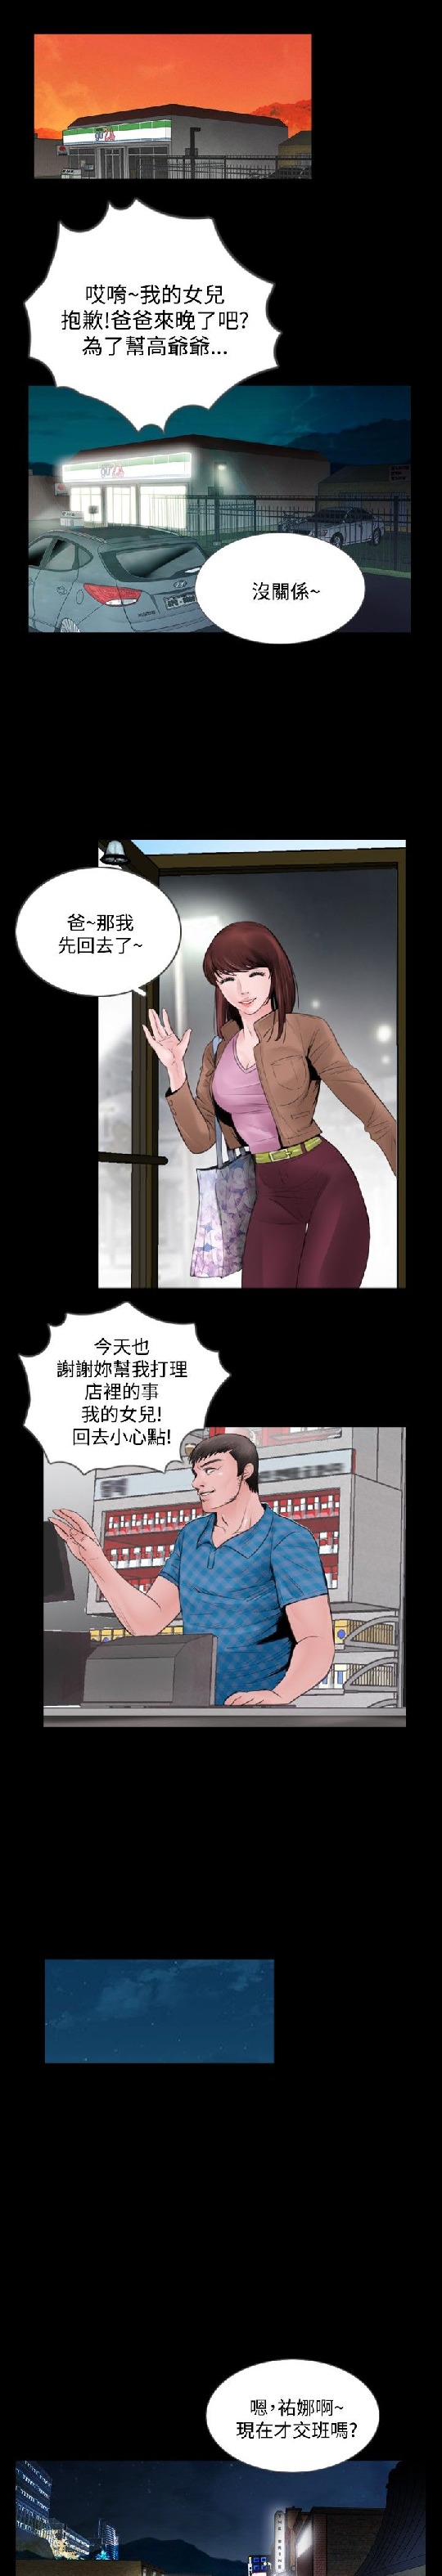 哎唷~我的女兒
抱歉!爸爸來晚了吧?
為了幫高爺爺...
沒關係~
爸~那我
先回去了~
今天也
謝謝妳幫我打理
店裡的事
我的女兒!
回去小心點!
嗯,祐娜啊~
現在才交班嗎?